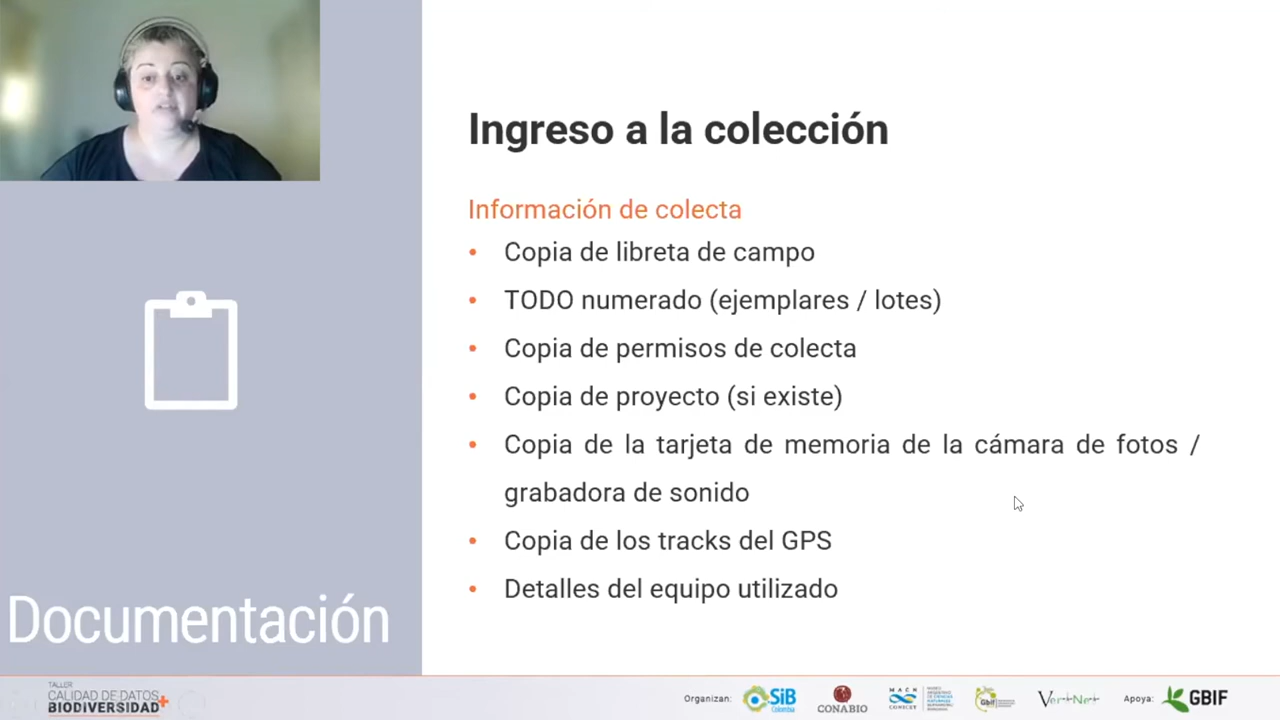 Ingreso a la colección
Información de colecta
• Copia de libreta de campo
• TODO numerado (ejemplares / lotes)
• Copia de permisos de colecta
• Copia de proyecto (si existe)
• Copia de la tarjeta de memoria de la cámara de fotos /
grabadora de sonido
• Copia de los tracks del GPS
• Detalles del equipo utilizado
Documentación
TALLER
CALIDAD DE DATOS
BIODIVERSIDAD+
Organizan:
SiB
Colombia
CONABIO
MACN
CONICET
Gbif
VertNet
Apoya:
GBIF